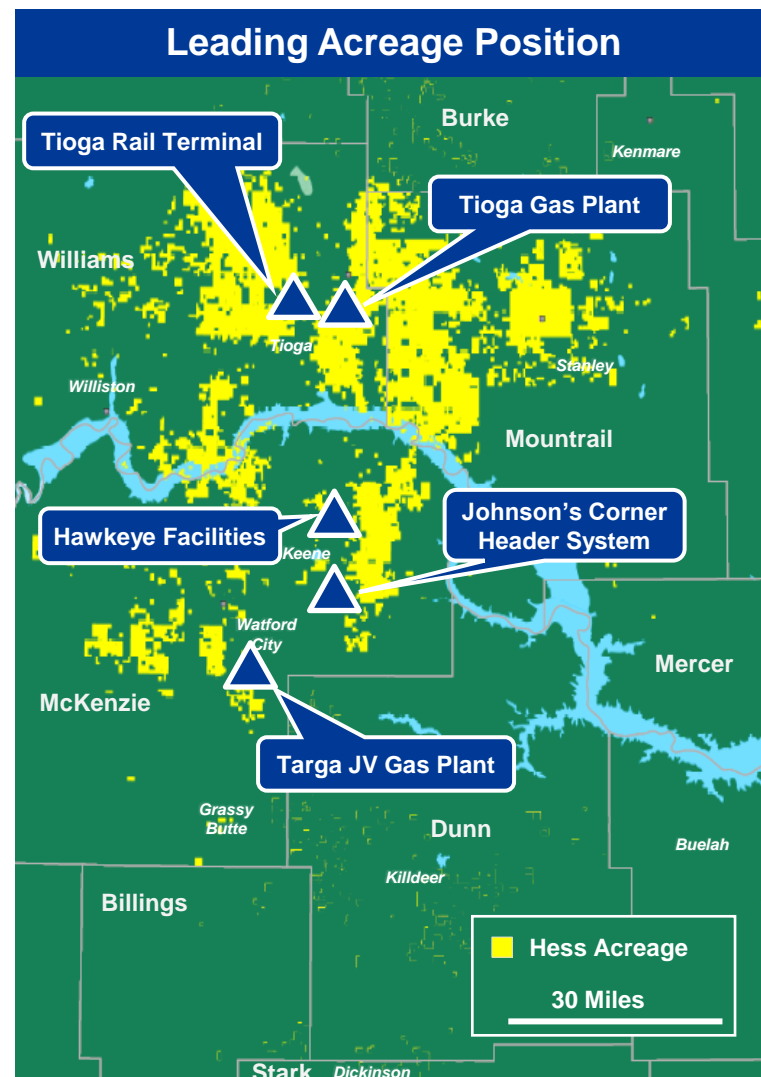 Leading Acreage Position
Burke
Tioga Rail Terminal
Kenmare
Tioga Gas Plant
Williams
Tioga
Stanley
Williston
Mountrail
Johnson's Corner
Header System
Hawkeye Facilities
Keene
Watford
City
Mercer
McKenzie
Targa JV Gas Plant
Grassy
Butte
Dunn
Buelah
Killdeer
Billings
Hess Acreage
30 Miles
Stark
Dickinson